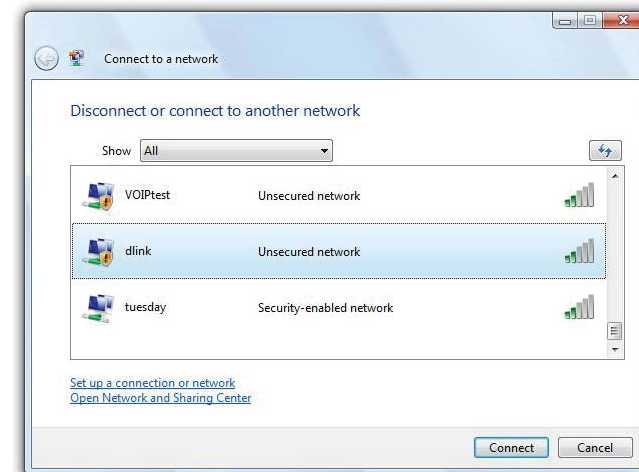 Connect to a network
Disconnect or connect to another network
Show All
VOIPtest Unsecured network
dlink Unsecured network
tuesday Security-enabled network
Set up a connection or network
Open Network and Sharing Center
Connect Cancel